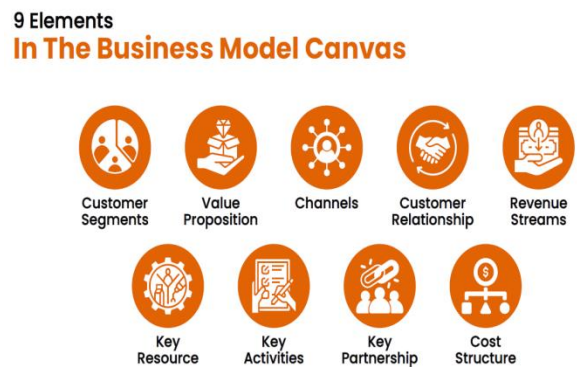 9 Elements
In The Business Model Canvas
Customer
Segments
Value
Proposition
Channels
Customer
Relationship
Revenue
Streams
Key
Resource
Key
Activities
Key
Partnership
Cost
Structure